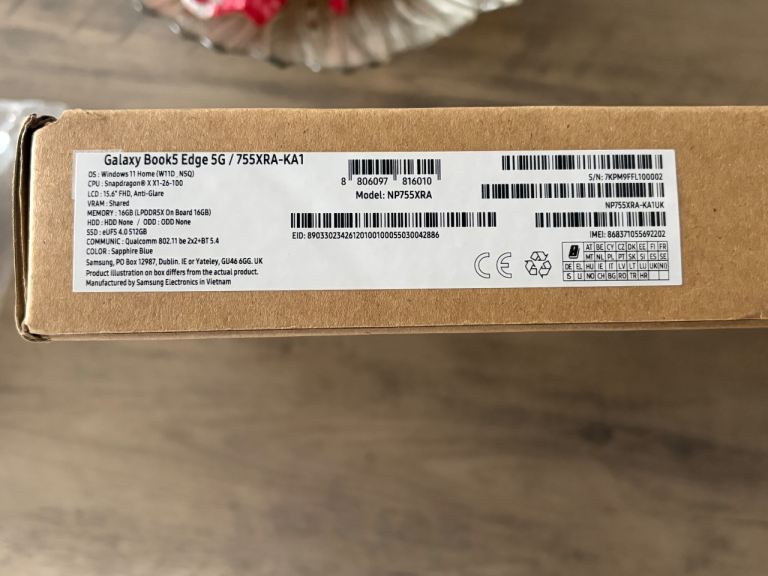 Galaxy Book5 Edge 5G / 755XRA-KA1
OS : Windows 11 Home (W11D_NSQ)
CPU : Snapdragon® X X1-26-100
LCD : 15.6" FHD, Anti-Glare
VRAM : Shared
MEMORY : 16GB (LPDDR5X On Board 16GB)
HDD : HDD None / ODD : ODD None
SSD : eUFS 4.0 512GB
COMMUNIC : Qualcomm 802.11 be 2x2+BT 5.4
COLOR : Sapphire Blue
Samsung, PO Box 12987, Dublin. IE or Yateley, GU46 6GG. UK
Product illustration on box differs from the actual product.
Manufactured by Samsung Electronics in Vietnam
8 806097 816010
Model: NP755XRA
EID: 89033023426120100100055030042886
S/N: 7KPM9FFL100002
NP755XRA-KA1UK
IMEI: 868371055692202
CE
AT BE CY CZ DK EE FI FR
MT NL PL PT SK SI ES SE
DE EL HU IE IT LV LT LU UK(NI)
IS LI NO CH BG RO TR HR